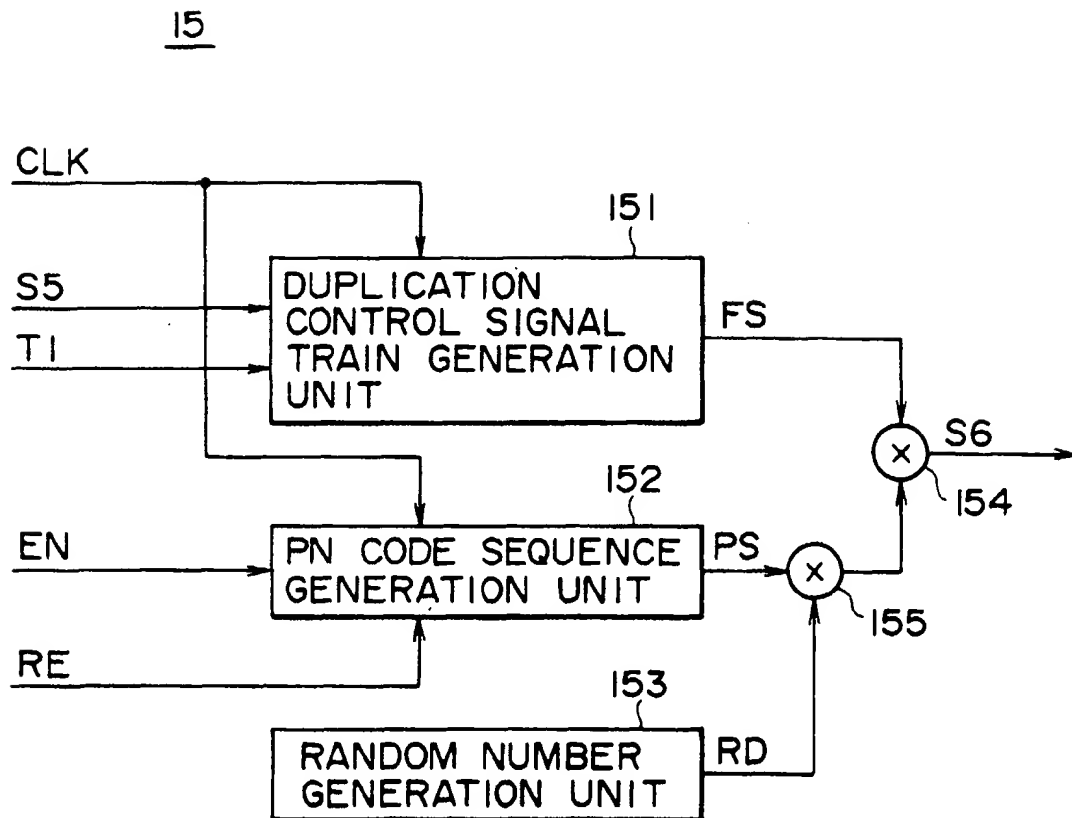 15
CLK
151
S5
DUPLICATION
CONTROL SIGNAL
TRAIN GENERATION
UNIT
FS
T1
S6
154
152
EN
PN CODE SEQUENCE
GENERATION UNIT
PS
155
RE
153
RANDOM NUMBER
GENERATION UNIT
RD